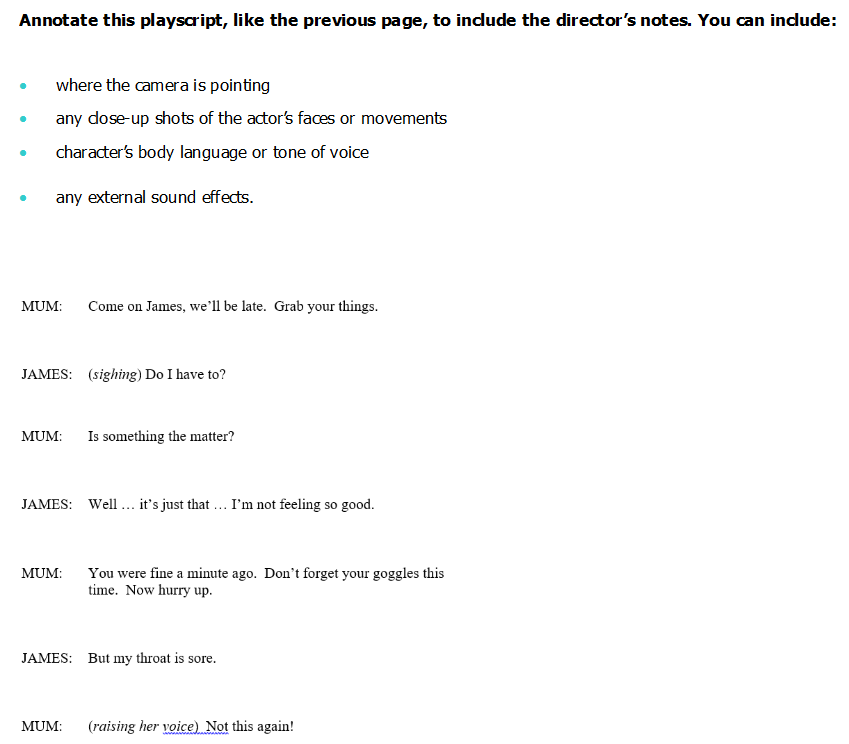 Annotate this playscript, like the previous page, to include the director's notes. You can include:
• where the camera is pointing
• any close-up shots of the actor's faces or movements
• character's body language or tone of voice
• any external sound effects.
MUM: Come on James, we'll be late. Grab your things.
JAMES: (sighing) Do I have to?
MUM: Is something the matter?
JAMES: Well … it's just that … I'm not feeling so good.
MUM: You were fine a minute ago. Don't forget your goggles this
time. Now hurry up.
JAMES: But my throat is sore.
MUM: (raising her voice) Not this again!